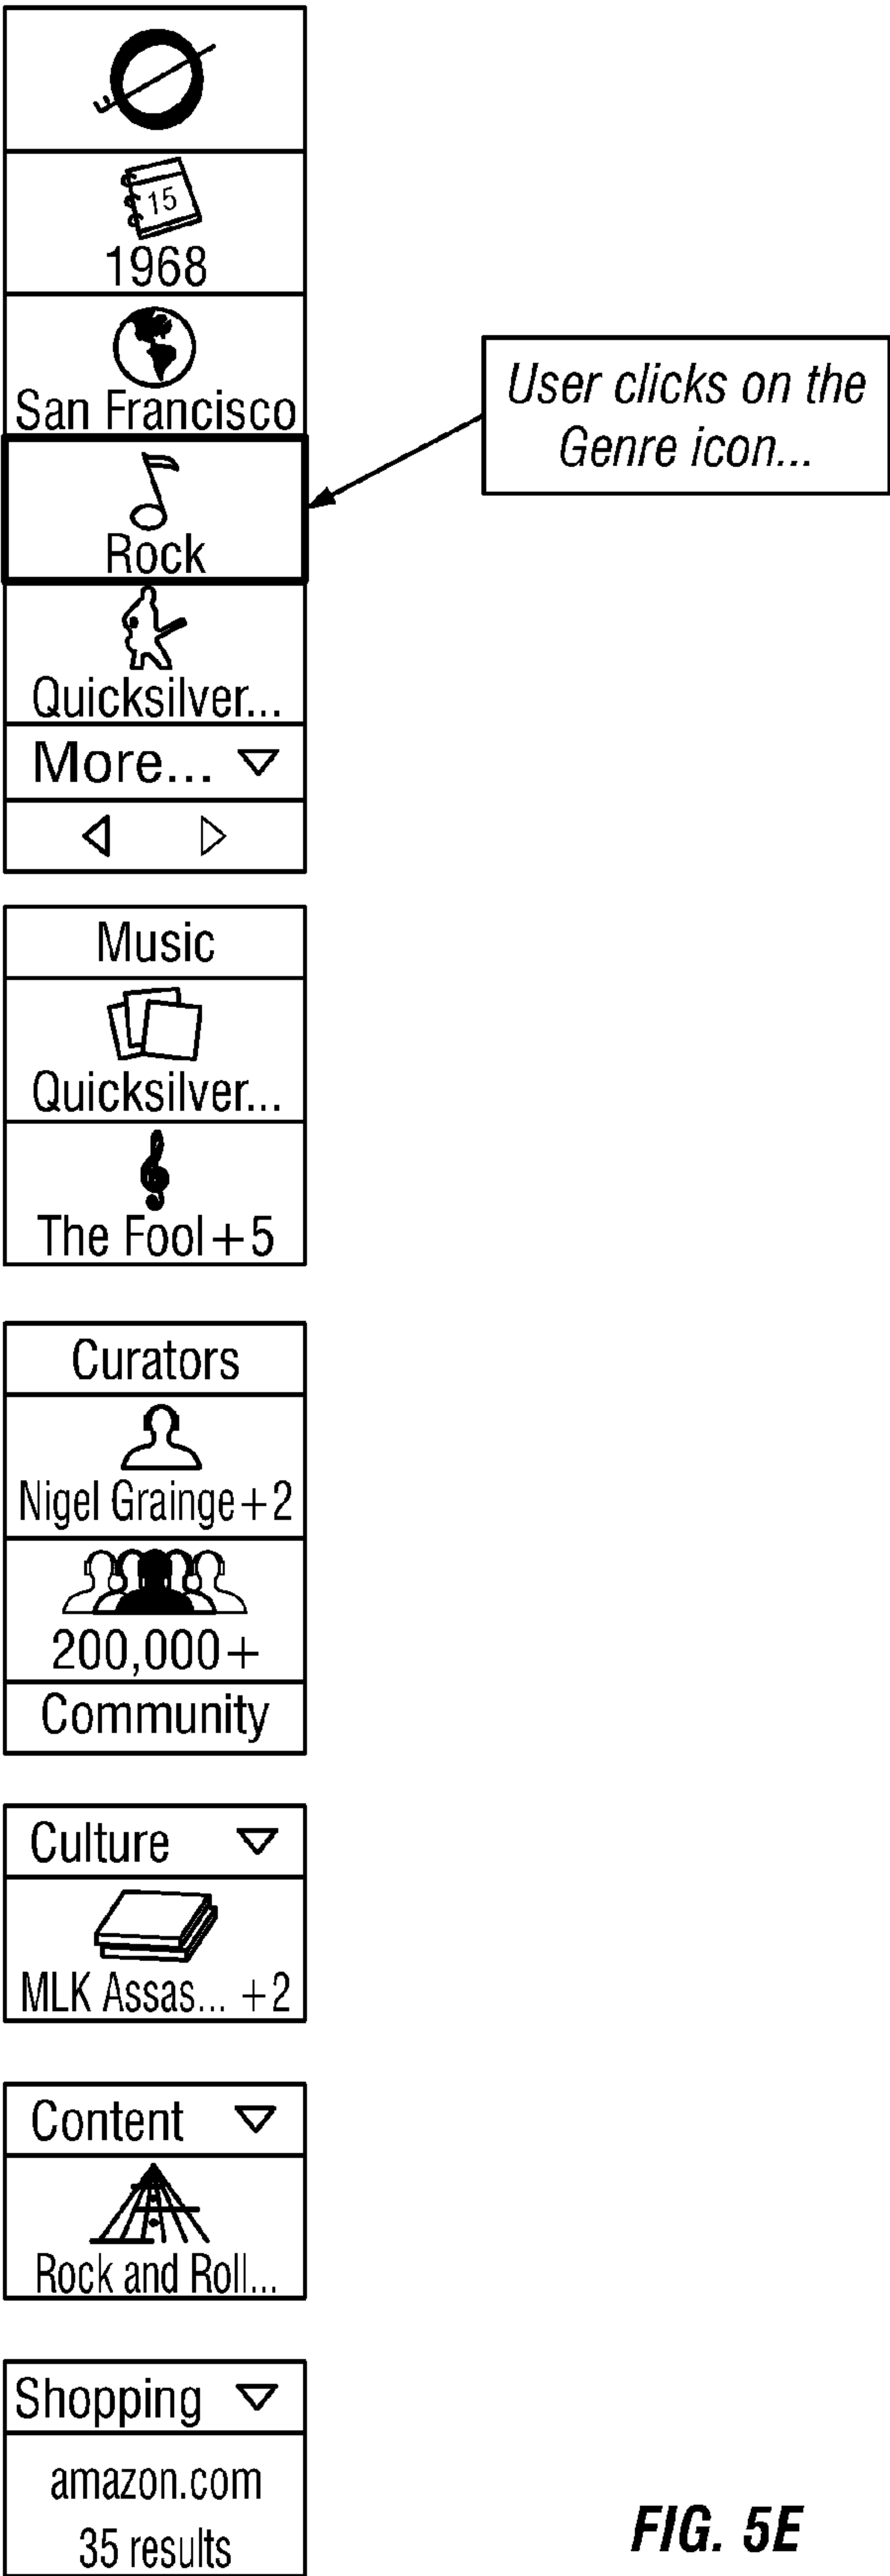 15
1968
San Francisco
User clicks on the
Genre icon...
Rock
Quicksilver...
More...
Music
Quicksilver...
The Fool+5
Curators
Nigel Grainge+2
200,000+
Community
Culture
MLK Assas... +2
Content
Rock and Roll...
Shopping
amazon.com
35 results
FIG. 5E